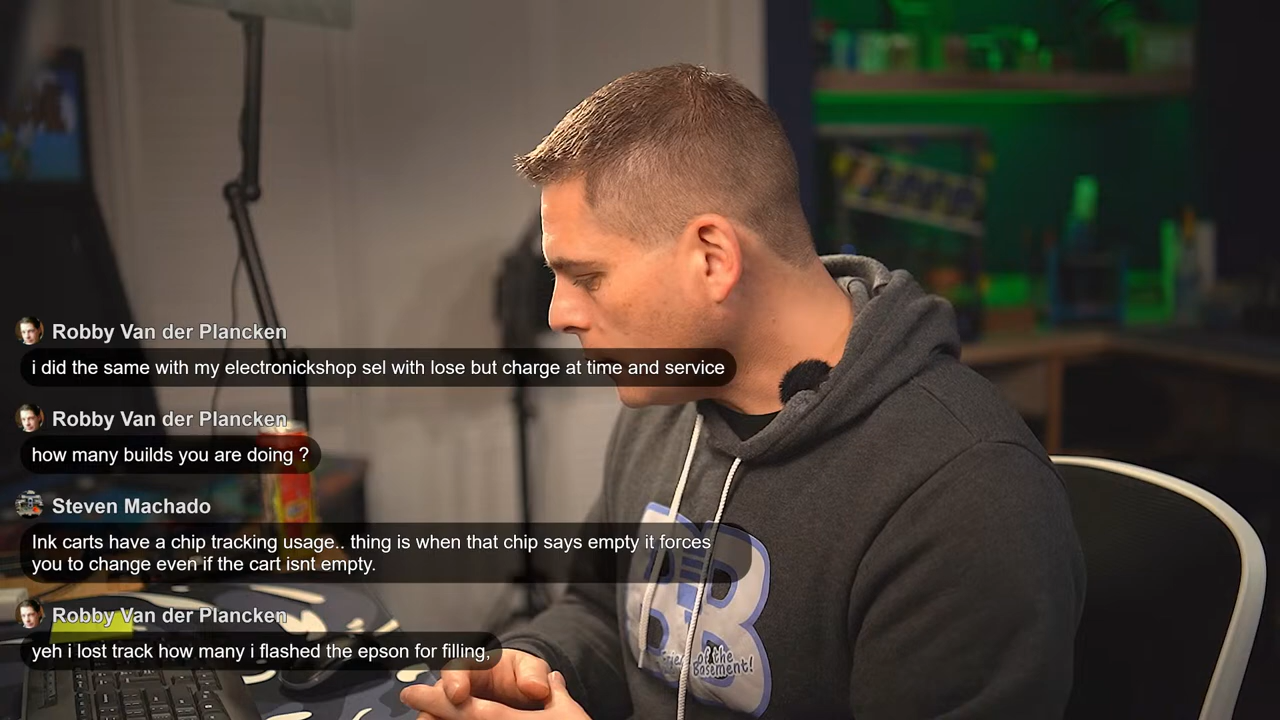 Robby Van der Plancken
i did the same with my electronickshop sel with lose but charge at time and service
Robby Van der Plancken
how many builds you are doing ?
Steven Machado
Ink carts have a chip tracking usage.. thing is when that chip says empty it forces
you to change even if the cart isnt empty.
Robby Van der Plancken
yeh i lost track how many i flashed the epson for filling,
of the
Basement!